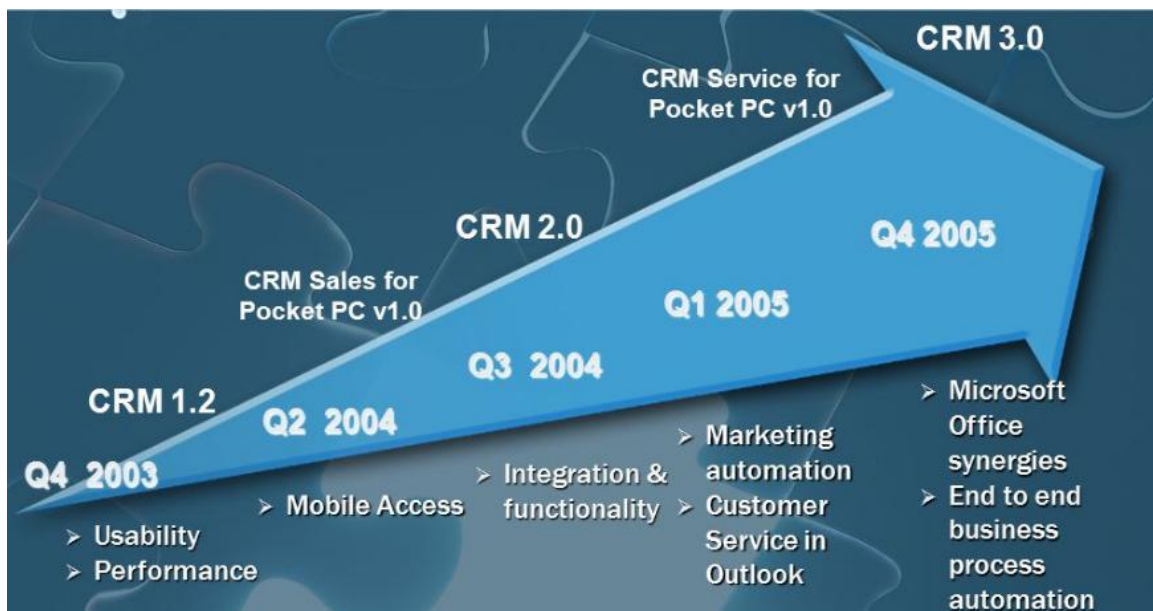 CRM 3.0
CRM Service for
Pocket PC v1.0
CRM 2.0
CRM Sales for
Pocket PC v1.0
CRM 1.2
Q4 2005
Q1 2005
Q3 2004
Q2 2004
Q4 2003
➢ Usability
➢ Performance
➢ Mobile Access
➢ Integration &
functionality
➢ Marketing
automation
➢ Customer
Service in
Outlook
➢ Microsoft
Office
synergies
➢ End to end
business
process
automation